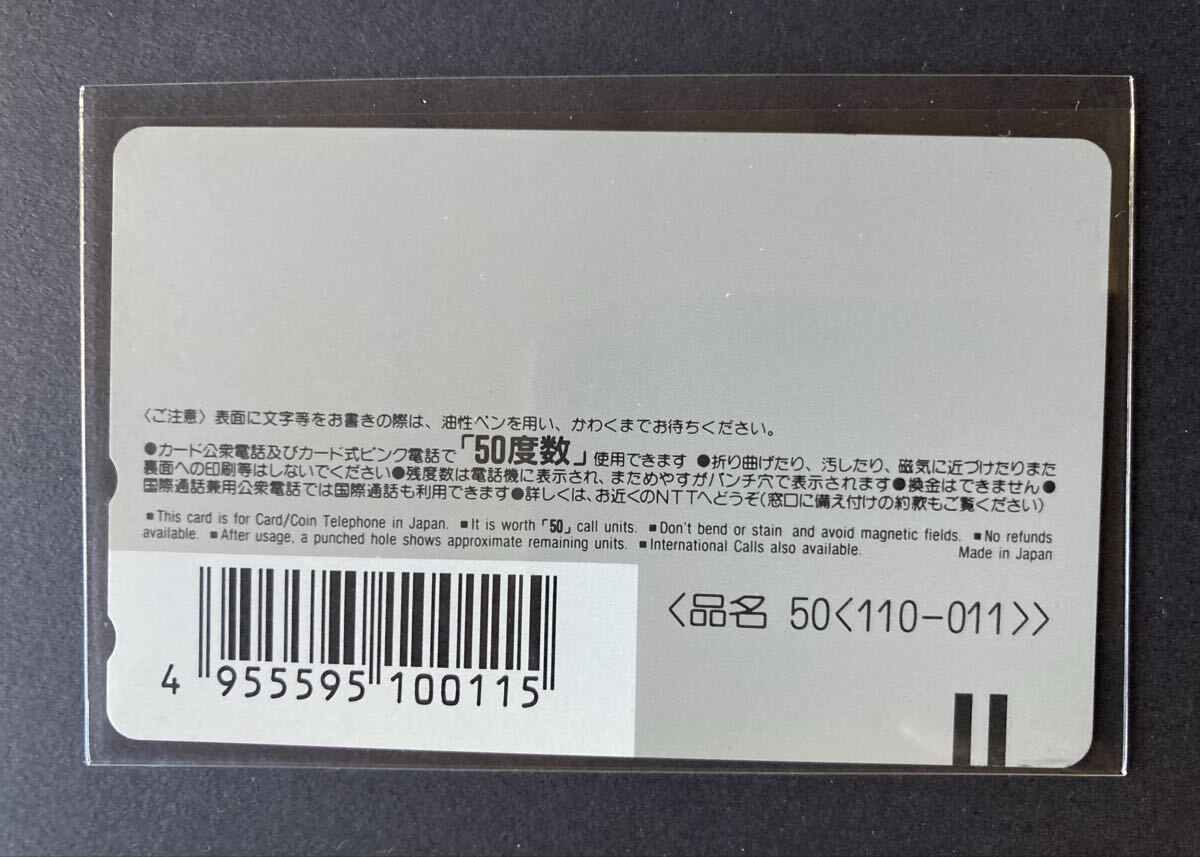 〈ご注意〉表面に文字等をお書きの際は、油性ペンを用い、かわくまでお待ちください。
●カード公衆電話及びカード式ピンク電話で「50度数」使用できます ●折り曲げたり、汚したり、磁気に近づけたりまた
裏面への印刷等はしないでください●残度数は電話機に表示され、まためやすがパンチ穴で表示されます●換金はできません●
国際通話兼用公衆電話では国際通話も利用できます●詳しくは、お近くのNTTへどうぞ(窓口に備え付けの約款もご覧ください)
■This card is for Card/Coin Telephone in Japan. ■It is worth「50」call units. ■Don't bend or stain and avoid magnetic fields. ■No refunds
available. ■After usage, a punched hole shows approximate remaining units. ■International Calls also available. Made in Japan
〈品名 50〈110-011〉〉
4 955595 100115